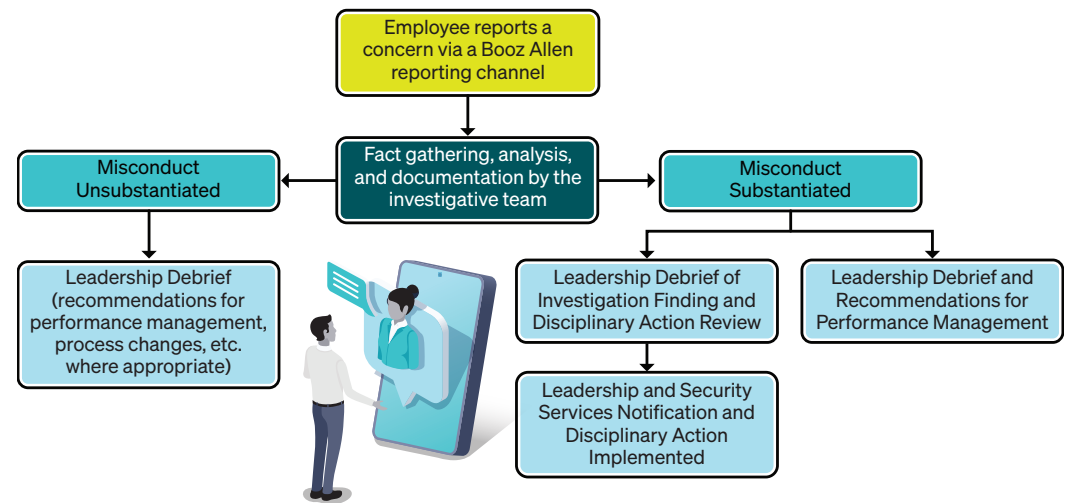 Employee reports a
concern via a Booz Allen
reporting channel
Fact gathering, analysis,
and documentation by the
investigative team
Misconduct
Unsubstantiated
Misconduct
Substantiated
Leadership Debrief
(recommendations for
performance management,
process changes, etc.
where appropriate)
Leadership Debrief of
Investigation Finding and
Disciplinary Action Review
Leadership Debrief and
Recommendations for
Performance Management
Leadership and Security
Services Notification and
Disciplinary Action
Implemented